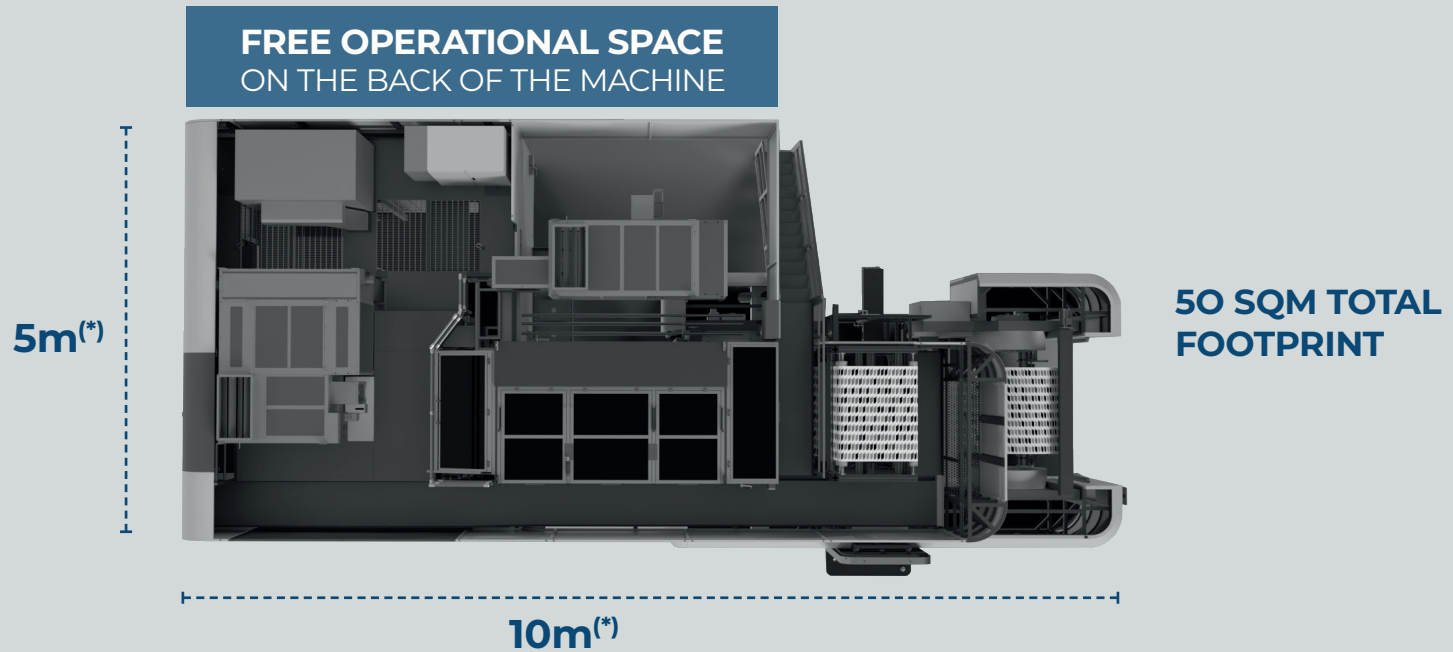 FREE OPERATIONAL SPACE
ON THE BACK OF THE MACHINE
5m(*)
50 SQM TOTAL
FOOTPRINT
10m(*)